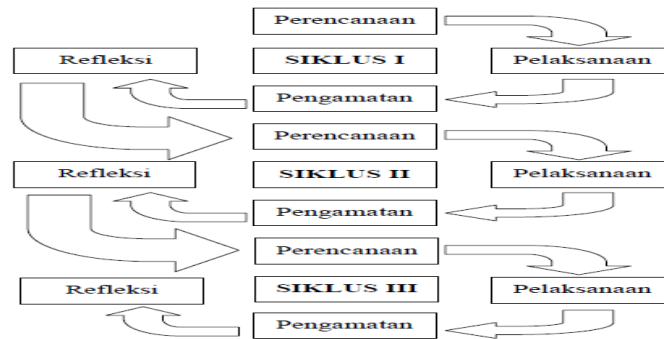 Perencanaan
Refleksi
SIKLUS I
Pelaksanaan
Pengamatan
Perencanaan
Refleksi
SIKLUS II
Pelaksanaan
Pengamatan
Perencanaan
Refleksi
SIKLUS III
Pelaksanaan
Pengamatan